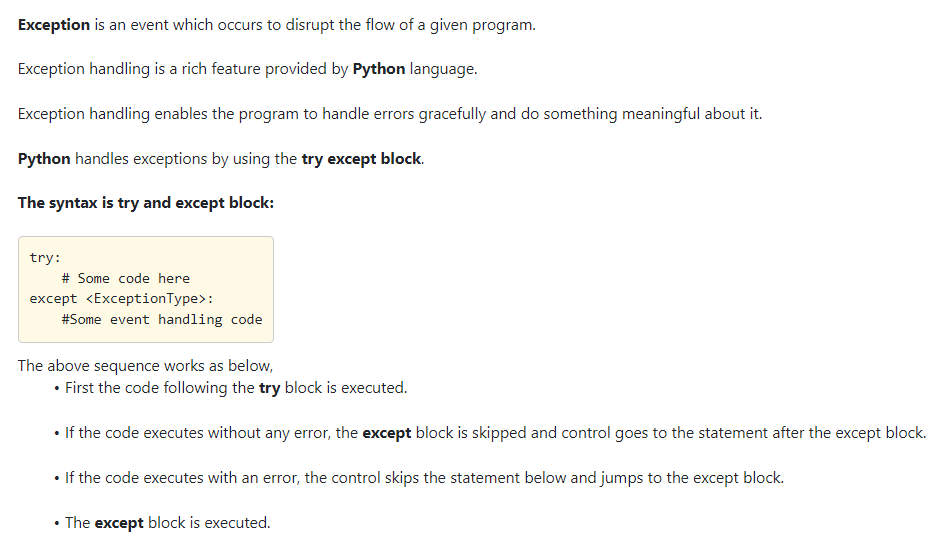 Exception is an event which occurs to disrupt the flow of a given program.
Exception handling is a rich feature provided by Python language.
Exception handling enables the program to handle errors gracefully and do something meaningful about it.
Python handles exceptions by using the try except block.
The syntax is try and except block:
try:
    # Some code here
except <ExceptionType>:
    #Some event handling code
The above sequence works as below,
• First the code following the try block is executed.
• If the code executes without any error, the except block is skipped and control goes to the statement after the except block.
• If the code executes with an error, the control skips the statement below and jumps to the except block.
• The except block is executed.